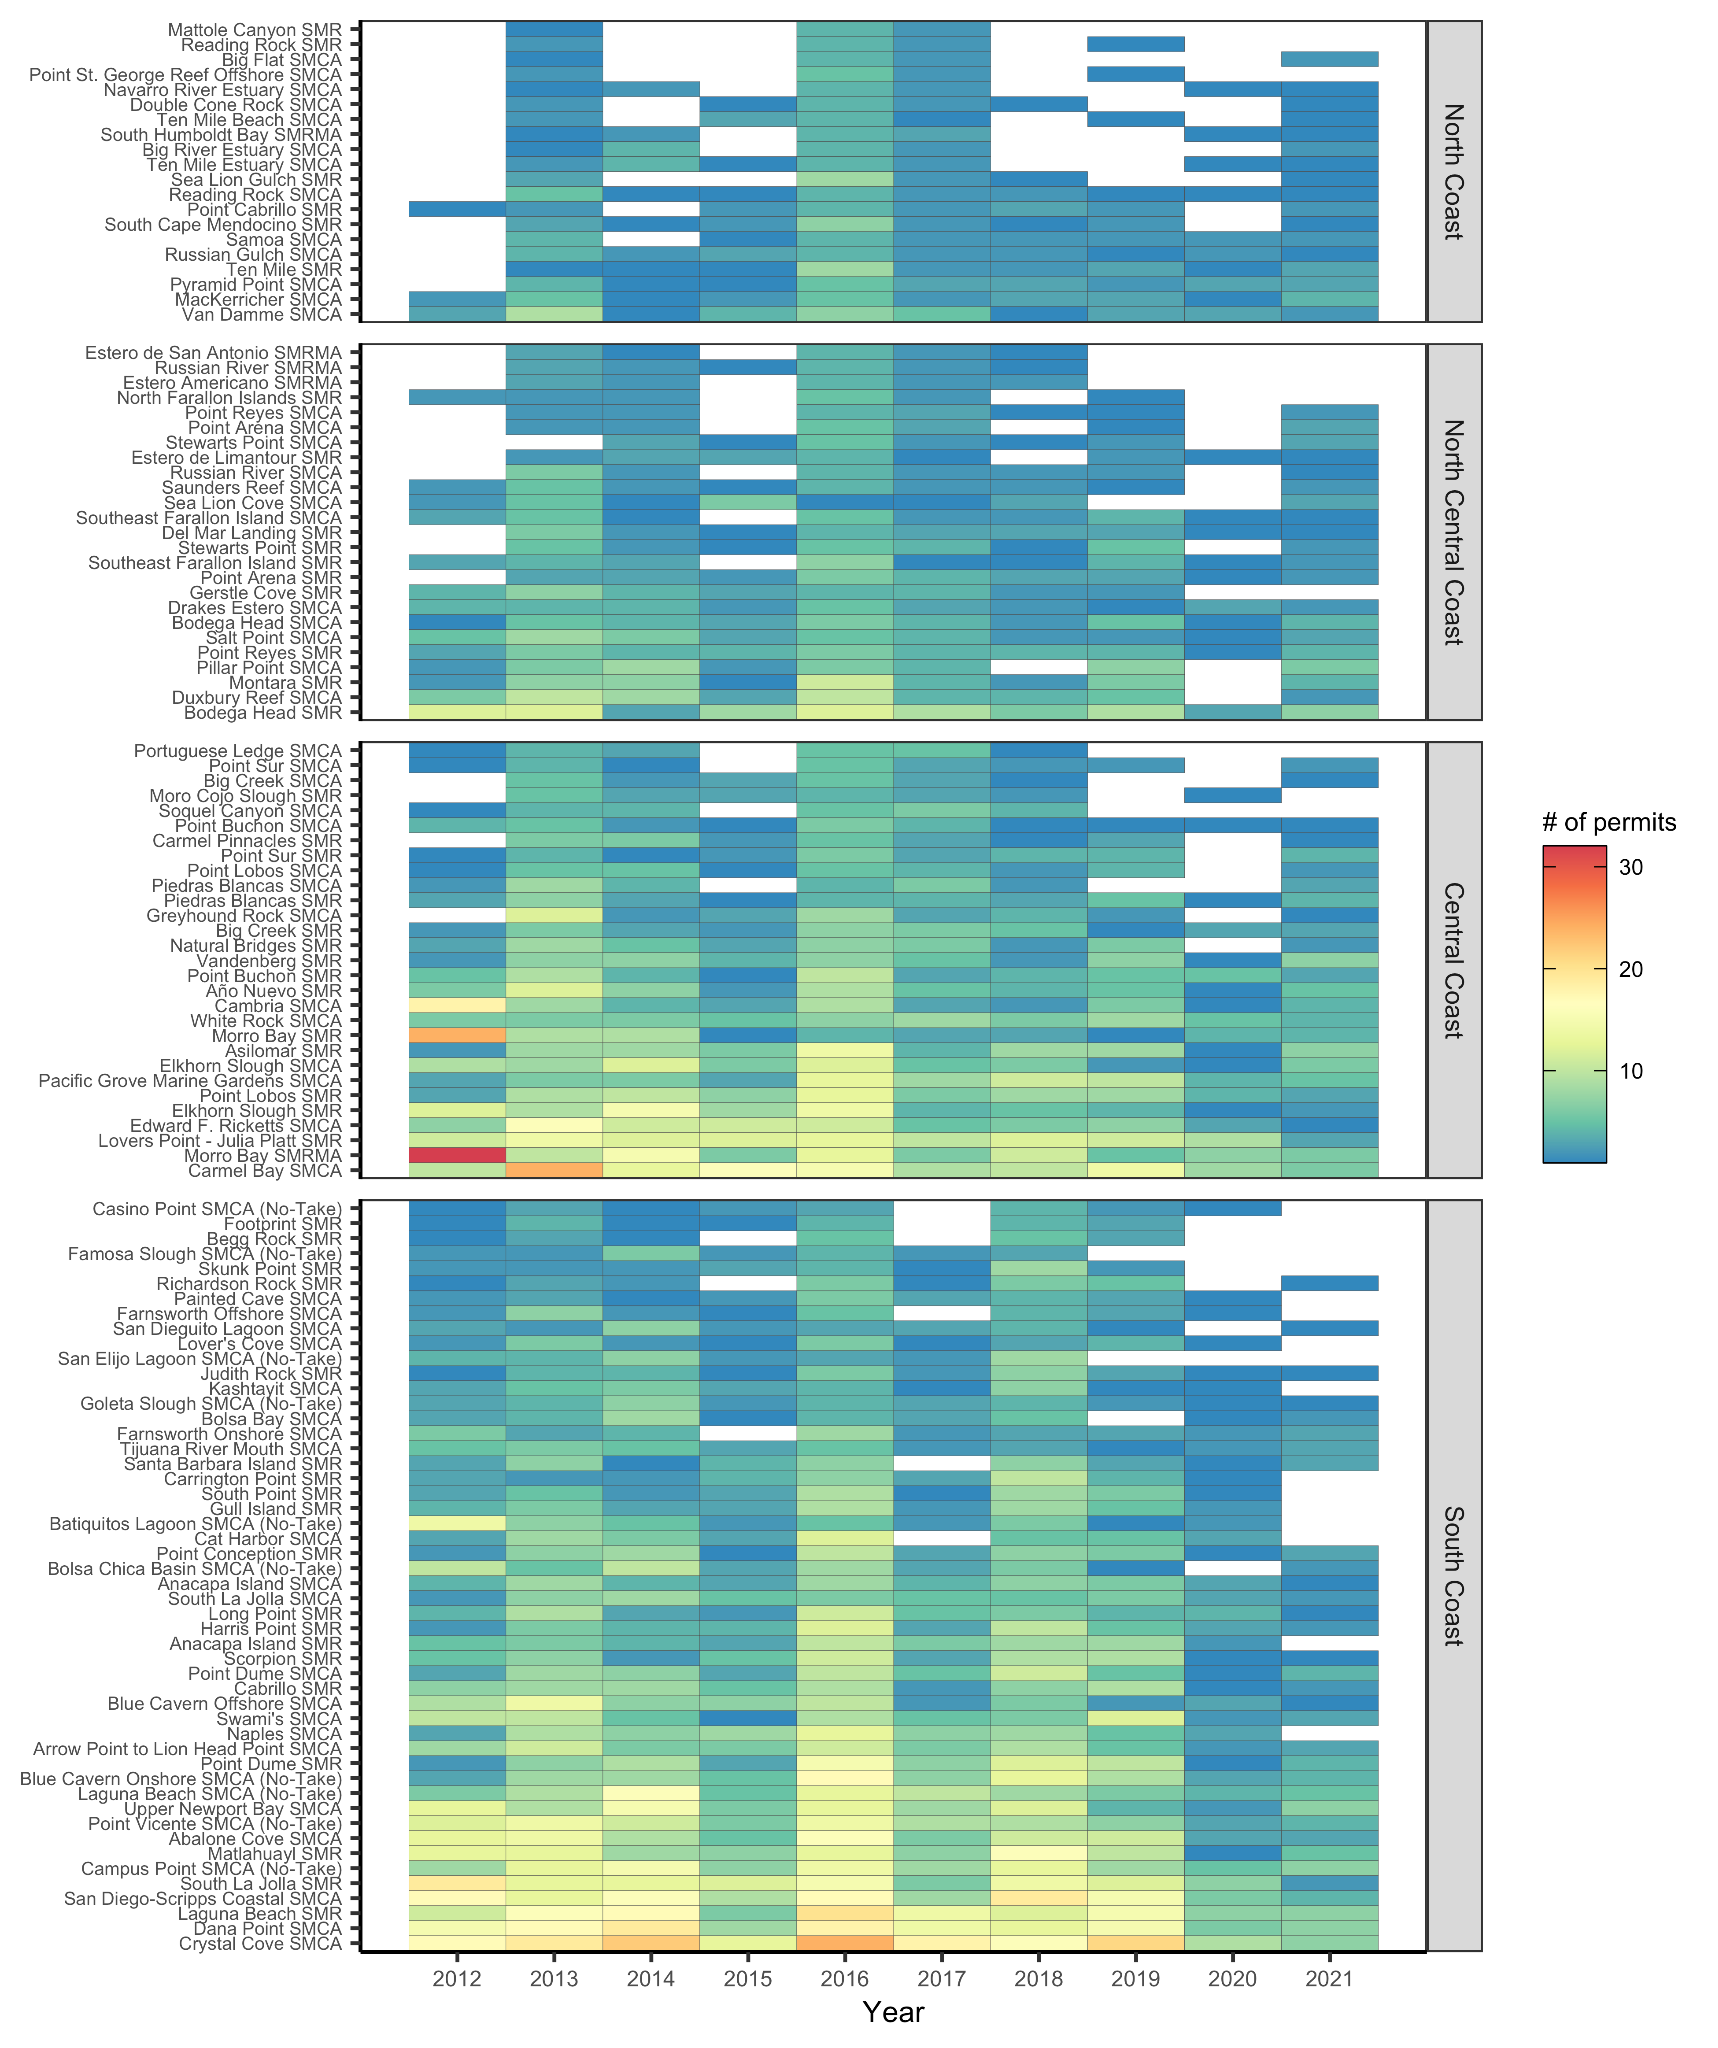 Mattole Canyon SMR
Reading Rock SMR
Big Flat SMCA
Point St. George Reef Offshore SMCA
Navarro River Estuary SMCA
Double Cone Rock SMCA
Ten Mile Beach SMCA
South Humboldt Bay SMRMA
Big River Estuary SMCA
Ten Mile Estuary SMCA
Sea Lion Gulch SMR
Reading Rock SMCA
Point Cabrillo SMR
South Cape Mendocino SMR
Samoa SMCA
Russian Gulch SMCA
Ten Mile SMR
Pyramid Point SMCA
MacKerricher SMCA
Van Damme SMCA
North Coast
Estero de San Antonio SMRMA
Russian River SMRMA
Estero Americano SMRMA
North Farallon Islands SMR
Point Reyes SMCA
Point Arena SMCA
Stewarts Point SMCA
Estero de Limantour SMR
Russian River SMCA
Saunders Reef SMCA
Sea Lion Cove SMCA
Southeast Farallon Island SMCA
Del Mar Landing SMR
Stewarts Point SMR
Southeast Farallon Island SMR
Point Arena SMR
Gerstle Cove SMR
Drakes Estero SMCA
Bodega Head SMCA
Salt Point SMCA
Point Reyes SMR
Pillar Point SMCA
Montara SMR
Duxbury Reef SMCA
Bodega Head SMR
North Central Coast
Portuguese Ledge SMCA
Point Sur SMCA
Big Creek SMCA
Moro Cojo Slough SMR
Soquel Canyon SMCA
Point Buchon SMCA
Carmel Pinnacles SMR
Point Sur SMR
Point Lobos SMCA
Piedras Blancas SMCA
Piedras Blancas SMR
Greyhound Rock SMCA
Big Creek SMR
Natural Bridges SMR
Vandenberg SMR
Point Buchon SMR
Año Nuevo SMR
Cambria SMCA
White Rock SMCA
Morro Bay SMR
Asilomar SMR
Elkhorn Slough SMCA
Pacific Grove Marine Gardens SMCA
Point Lobos SMR
Elkhorn Slough SMR
Edward F. Ricketts SMCA
Lovers Point - Julia Platt SMR
Morro Bay SMRMA
Carmel Bay SMCA
Central Coast
Casino Point SMCA (No-Take)
Footprint SMR
Begg Rock SMR
Famosa Slough SMCA (No-Take)
Skunk Point SMR
Richardson Rock SMR
Painted Cave SMCA
Farnsworth Offshore SMCA
San Dieguito Lagoon SMCA
Lover's Cove SMCA
San Elijo Lagoon SMCA (No-Take)
Judith Rock SMR
Kashtayit SMCA
Goleta Slough SMCA (No-Take)
Bolsa Bay SMCA
Farnsworth Onshore SMCA
Tijuana River Mouth SMCA
Santa Barbara Island SMR
Carrington Point SMR
South Point SMR
Gull Island SMR
Batiquitos Lagoon SMCA (No-Take)
Cat Harbor SMCA
Point Conception SMR
Bolsa Chica Basin SMCA (No-Take)
Anacapa Island SMCA
South La Jolla SMCA
Long Point SMR
Harris Point SMR
Anacapa Island SMR
Scorpion SMR
Point Dume SMCA
Cabrillo SMR
Blue Cavern Offshore SMCA
Swami's SMCA
Naples SMCA
Arrow Point to Lion Head Point SMCA
Point Dume SMR
Blue Cavern Onshore SMCA (No-Take)
Laguna Beach SMCA (No-Take)
Upper Newport Bay SMCA
Point Vicente SMCA (No-Take)
Abalone Cove SMCA
Matlahuayl SMR
Campus Point SMCA (No-Take)
South La Jolla SMR
San Diego-Scripps Coastal SMCA
Laguna Beach SMR
Dana Point SMCA
Crystal Cove SMCA
South Coast
2012 2013 2014 2015 2016 2017 2018 2019 2020 2021
Year
# of permits
30
20
10